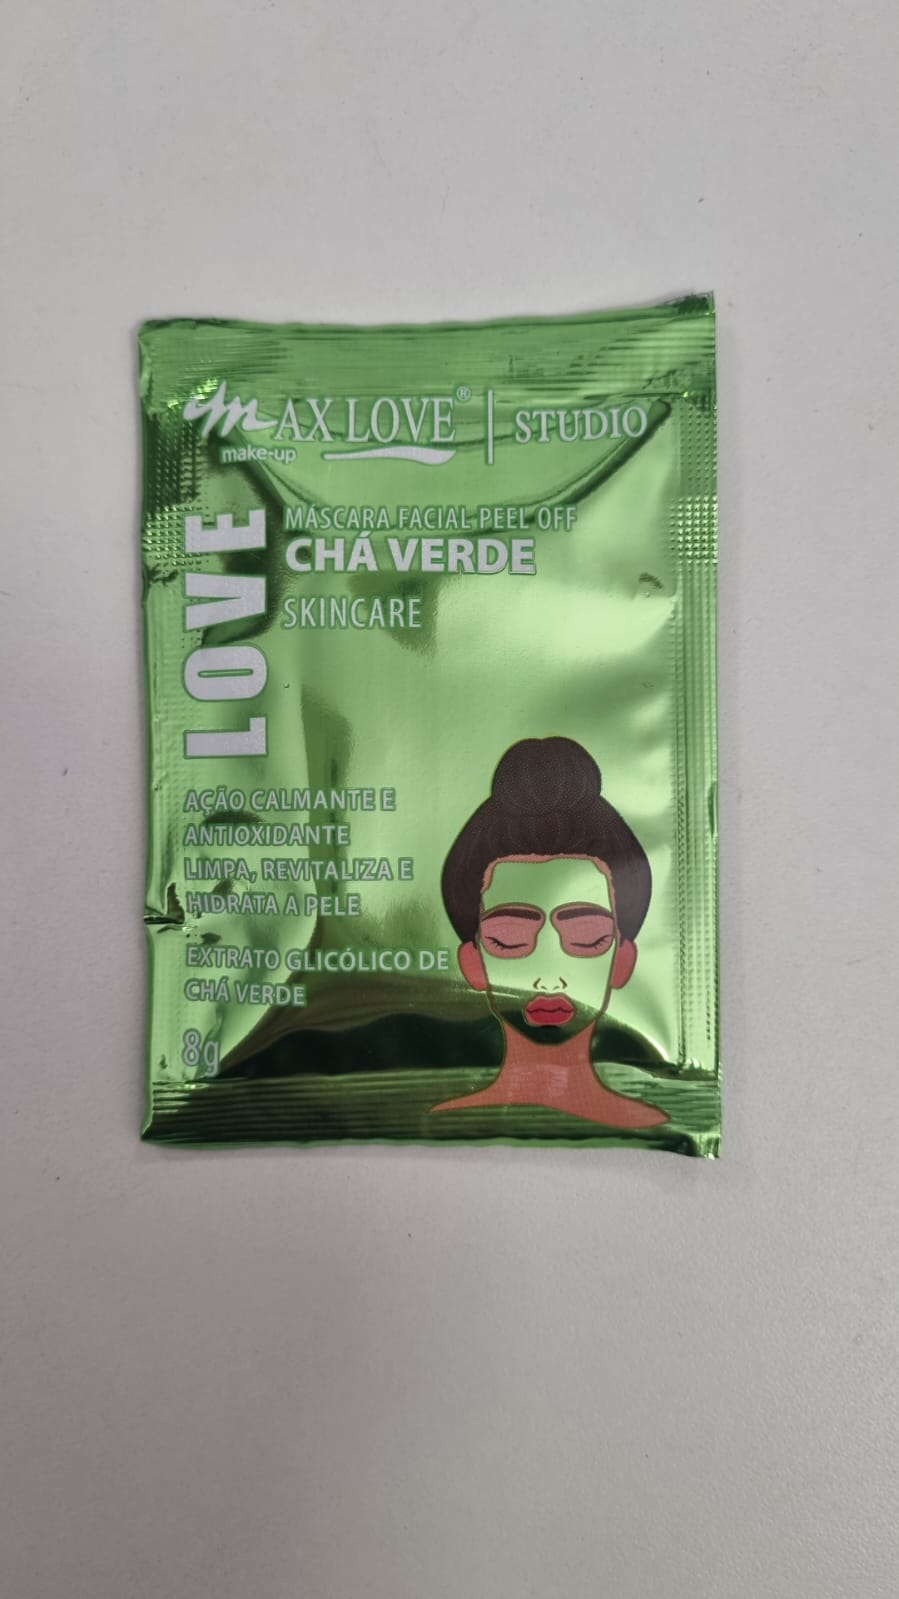 MAX LOVE® | STUDIO
make-up
LOVE
MÁSCARA FACIAL PEEL OFF
CHÁ VERDE
SKINCARE
AÇÃO CALMANTE E
ANTIOXIDANTE
LIMPA, REVITALIZA E
HIDRATA A PELE
EXTRATO GLICÓLICO DE
CHÁ VERDE
8g